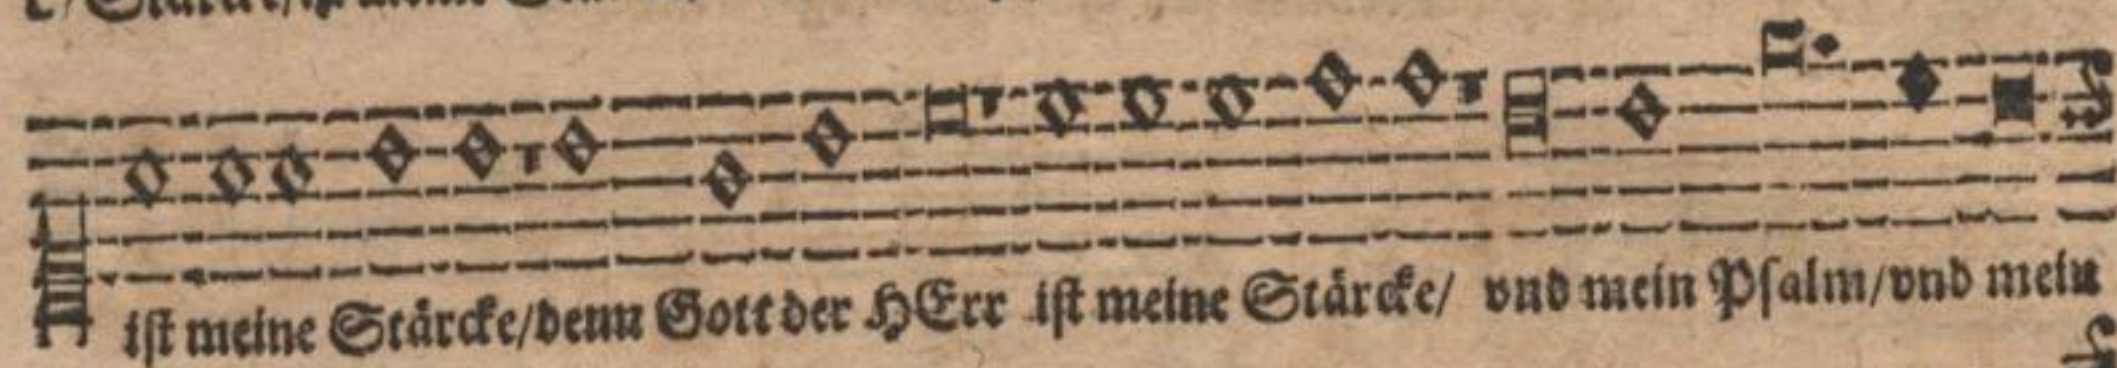 ist meine Stärcke/denn Gott der HErr ist meine Stärcke/ vnd mein Psalm/vnd mein